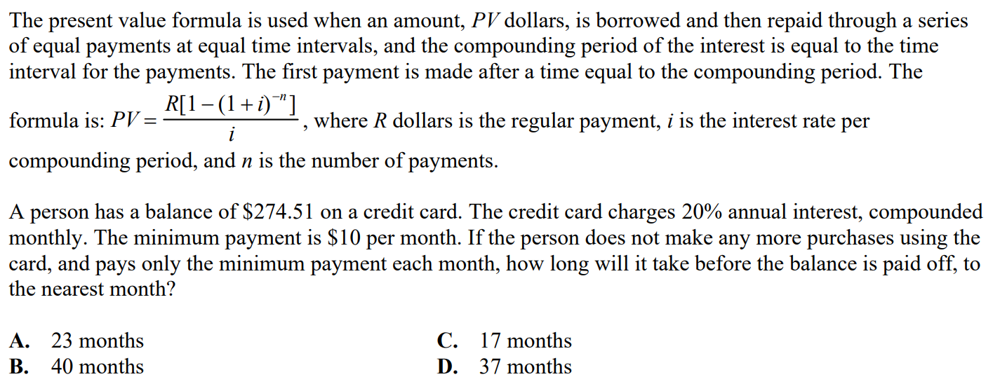 The present value formula is used when an amount, PV dollars, is borrowed and then repaid through a series
of equal payments at equal time intervals, and the compounding period of the interest is equal to the time
interval for the payments. The first payment is made after a time equal to the compounding period. The
formula is: PV = R[1 – (1 + i)⁻ⁿ] / i , where R dollars is the regular payment, i is the interest rate per
compounding period, and n is the number of payments.
A person has a balance of $274.51 on a credit card. The credit card charges 20% annual interest, compounded
monthly. The minimum payment is $10 per month. If the person does not make any more purchases using the
card, and pays only the minimum payment each month, how long will it take before the balance is paid off, to
the nearest month?
A. 23 months
B. 40 months
C. 17 months
D. 37 months